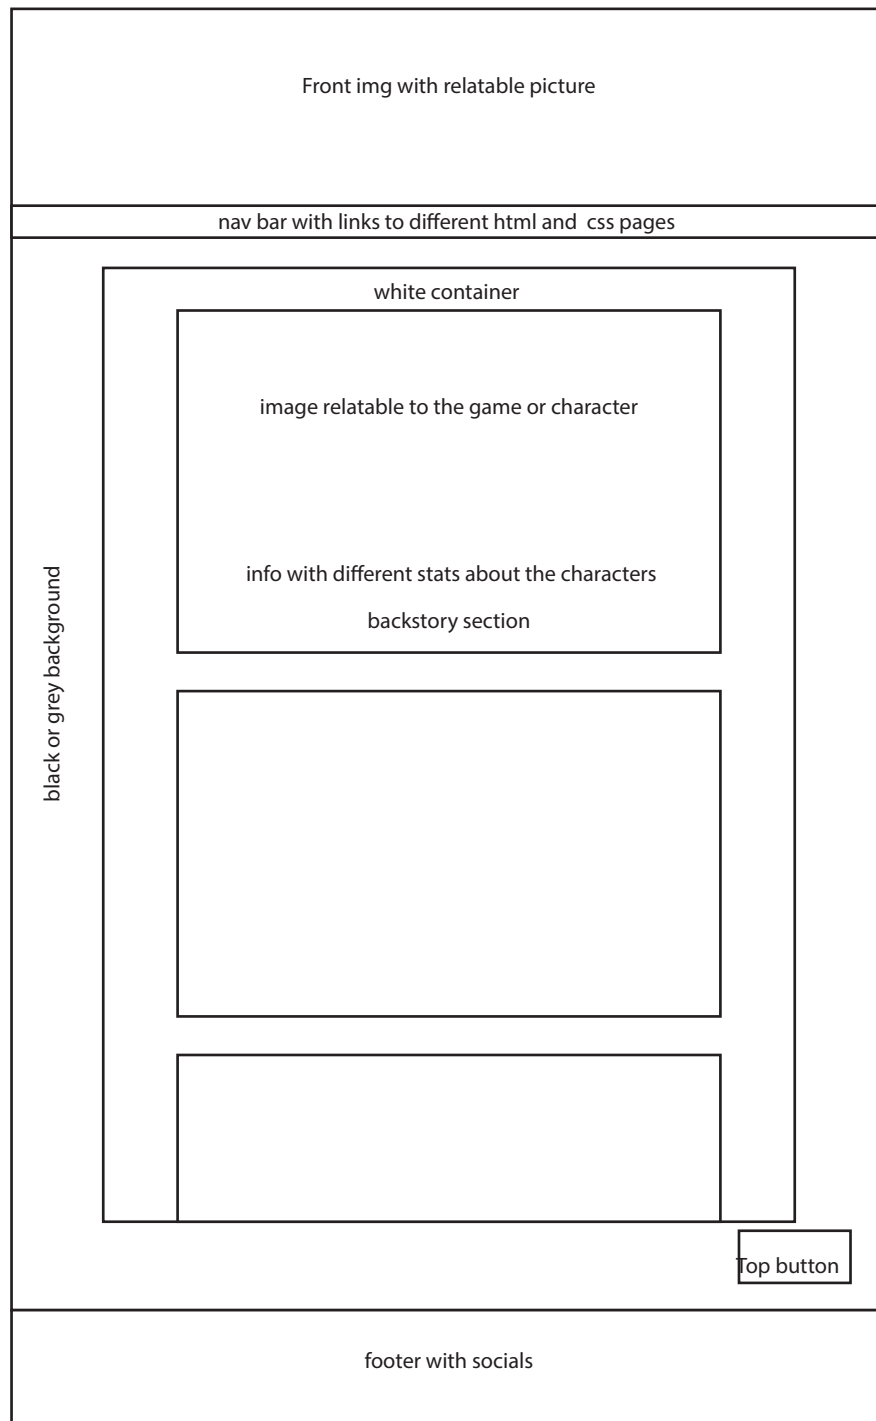 Front img with relatable picture
nav bar with links to different html and  css pages
white container
image relatable to the game or character
info with different stats about the characters
backstory section
black or grey background
Top button
footer with socials